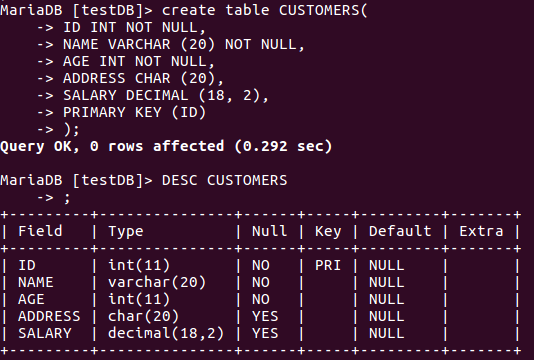 MariaDB [testDB]> create table CUSTOMERS(
    -> ID INT NOT NULL,
    -> NAME VARCHAR (20) NOT NULL,
    -> AGE INT NOT NULL,
    -> ADDRESS CHAR (20),
    -> SALARY DECIMAL (18, 2),
    -> PRIMARY KEY (ID)
    -> );
Query OK, 0 rows affected (0.292 sec)

MariaDB [testDB]> DESC CUSTOMERS
    -> ;
+---------+---------------+------+-----+---------+-------+
| Field   | Type          | Null | Key | Default | Extra |
+---------+---------------+------+-----+---------+-------+
| ID      | int(11)       | NO   | PRI | NULL    |       |
| NAME    | varchar(20)   | NO   |     | NULL    |       |
| AGE     | int(11)       | NO   |     | NULL    |       |
| ADDRESS | char(20)      | YES  |     | NULL    |       |
| SALARY  | decimal(18,2) | YES  |     | NULL    |       |
+---------+---------------+------+-----+---------+-------+